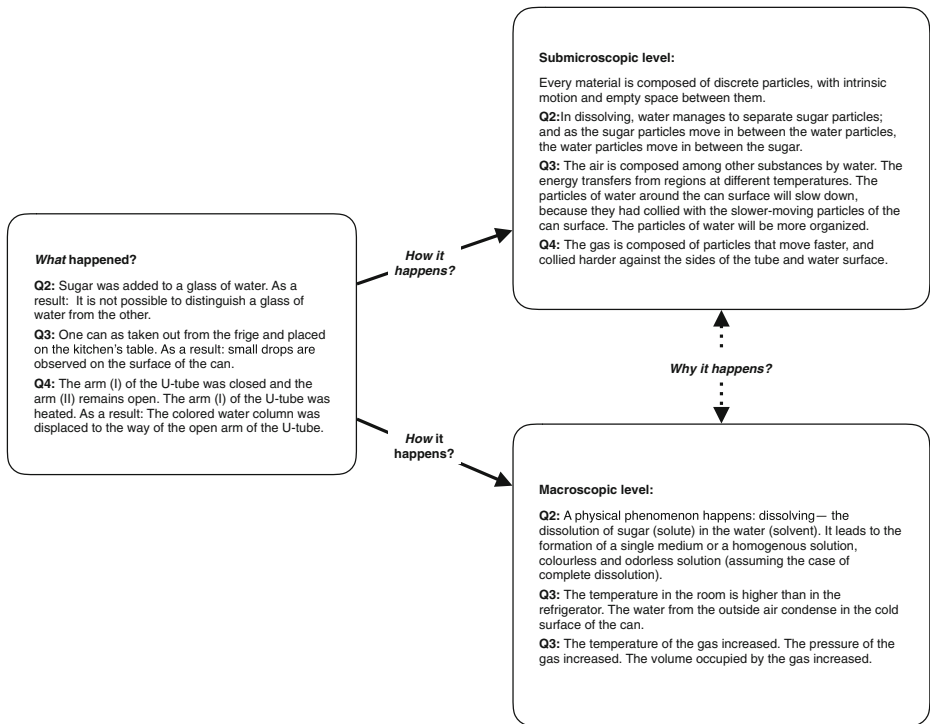 Submicroscopic level:
Every material is composed of discrete particles, with intrinsic
motion and empty space between them.
Q2:In dissolving, water manages to separate sugar particles;
and as the sugar particles move in between the water particles,
the water particles move in between the sugar.
Q3: The air is composed among other substances by water. The
energy transfers from regions at different temperatures. The
particles of water around the can surface will slow down,
because they had collied with the slower-moving particles of the
can surface. The particles of water will be more organized.
Q4: The gas is composed of particles that move faster, and
collied harder against the sides of the tube and water surface.
What happened?
Q2: Sugar was added to a glass of water. As a
result:  It is not possible to distinguish a glass of
water from the other.
Q3: One can as taken out from the frige and placed
on the kitchen's table. As a result: small drops are
observed on the surface of the can.
Q4: The arm (I) of the U-tube was closed and the
arm (II) remains open. The arm (I) of the U-tube was
heated. As a result: The colored water column was
displaced to the way of the open arm of the U-tube.
How it
happens?
Why it happens?
How it
happens?
Macroscopic level:
Q2: A physical phenomenon happens: dissolving— the
dissolution of sugar (solute) in the water (solvent). It leads to the
formation of a single medium or a homogenous solution,
colourless and odorless solution (assuming the case of
complete dissolution).
Q3: The temperature in the room is higher than in the
refrigerator. The water from the outside air condense in the cold
surface of the can.
Q3: The temperature of the gas increased. The pressure of the
gas increased. The volume occupied by the gas increased.